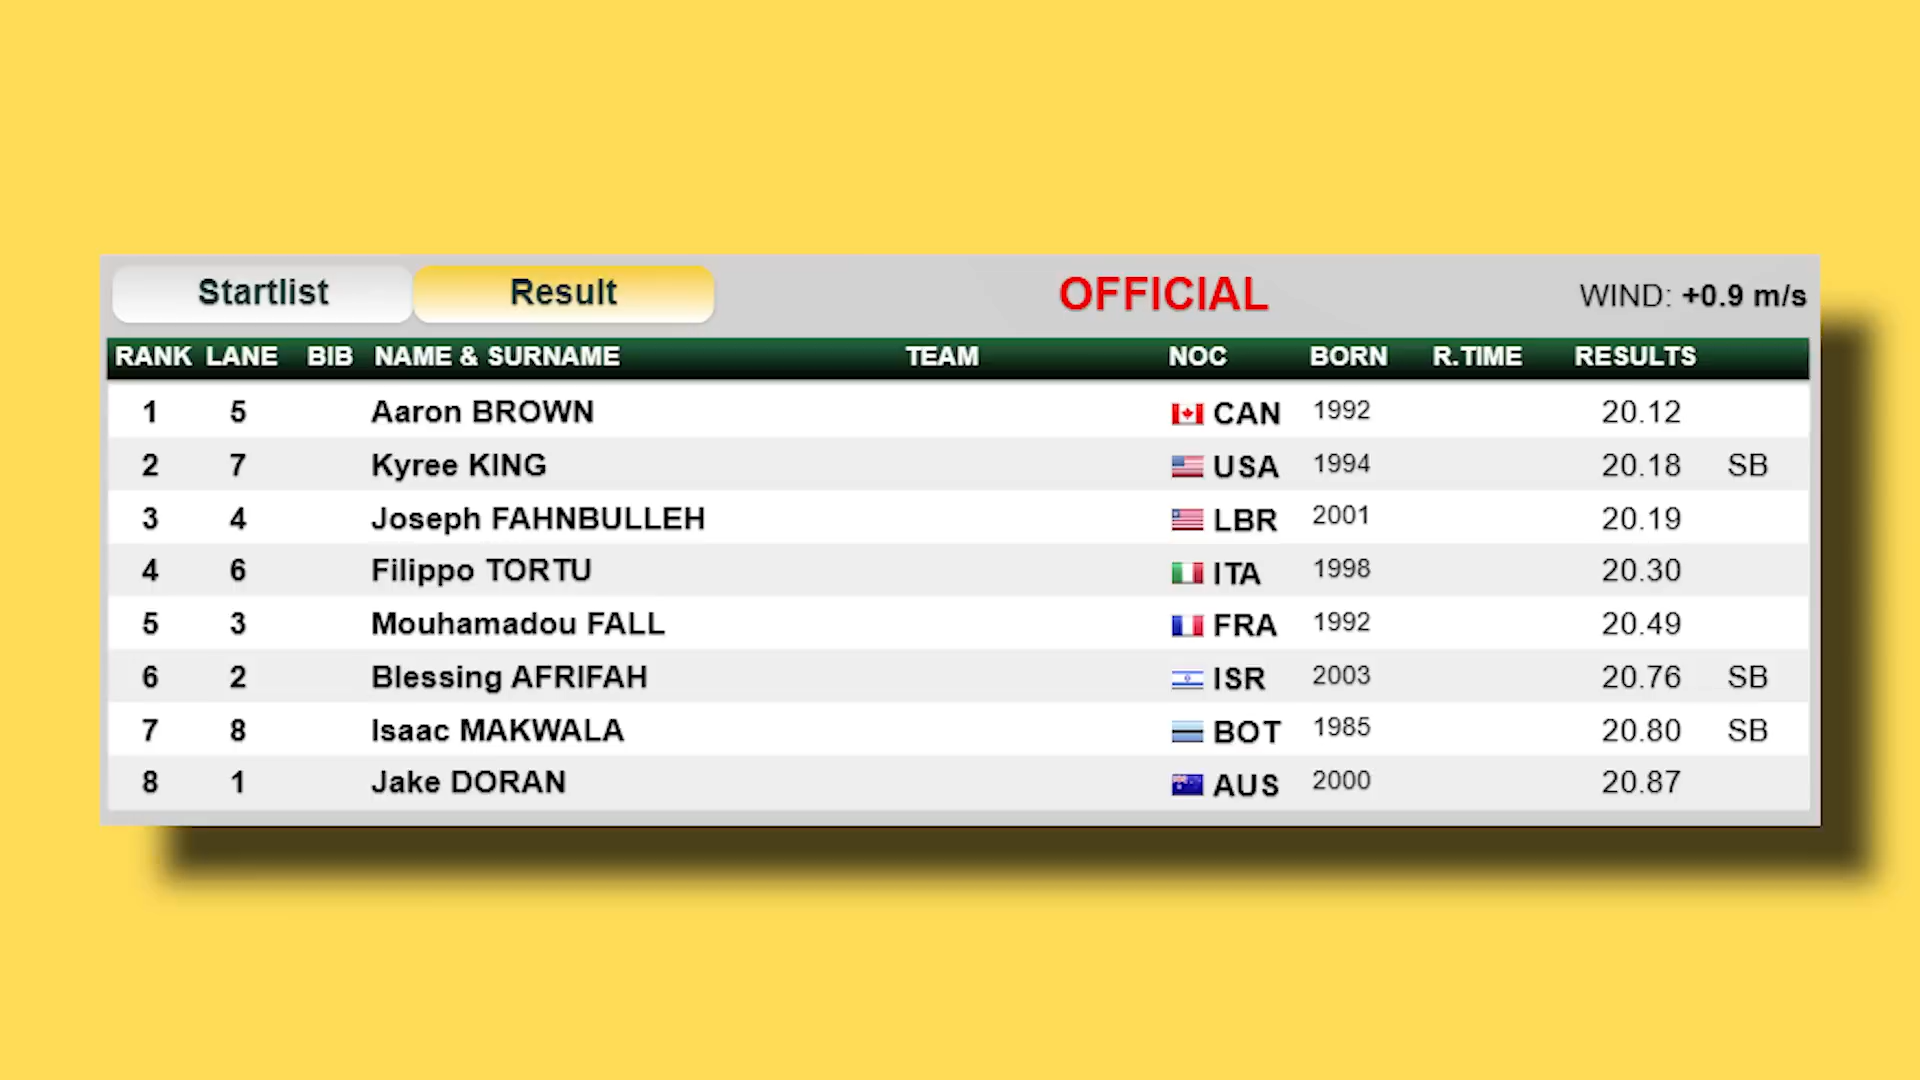 Startlist Result OFFICIAL WIND: +0.9 m/s
RANK LANE BIB NAME & SURNAME TEAM NOC BORN R.TIME RESULTS
1 5 Aaron BROWN CAN 1992 20.12
2 7 Kyree KING USA 1994 20.18 SB
3 4 Joseph FAHNBULLEH LBR 2001 20.19
4 6 Filippo TORTU ITA 1998 20.30
5 3 Mouhamadou FALL FRA 1992 20.49
6 2 Blessing AFRIFAH ISR 2003 20.76 SB
7 8 Isaac MAKWALA BOT 1985 20.80 SB
8 1 Jake DORAN AUS 2000 20.87